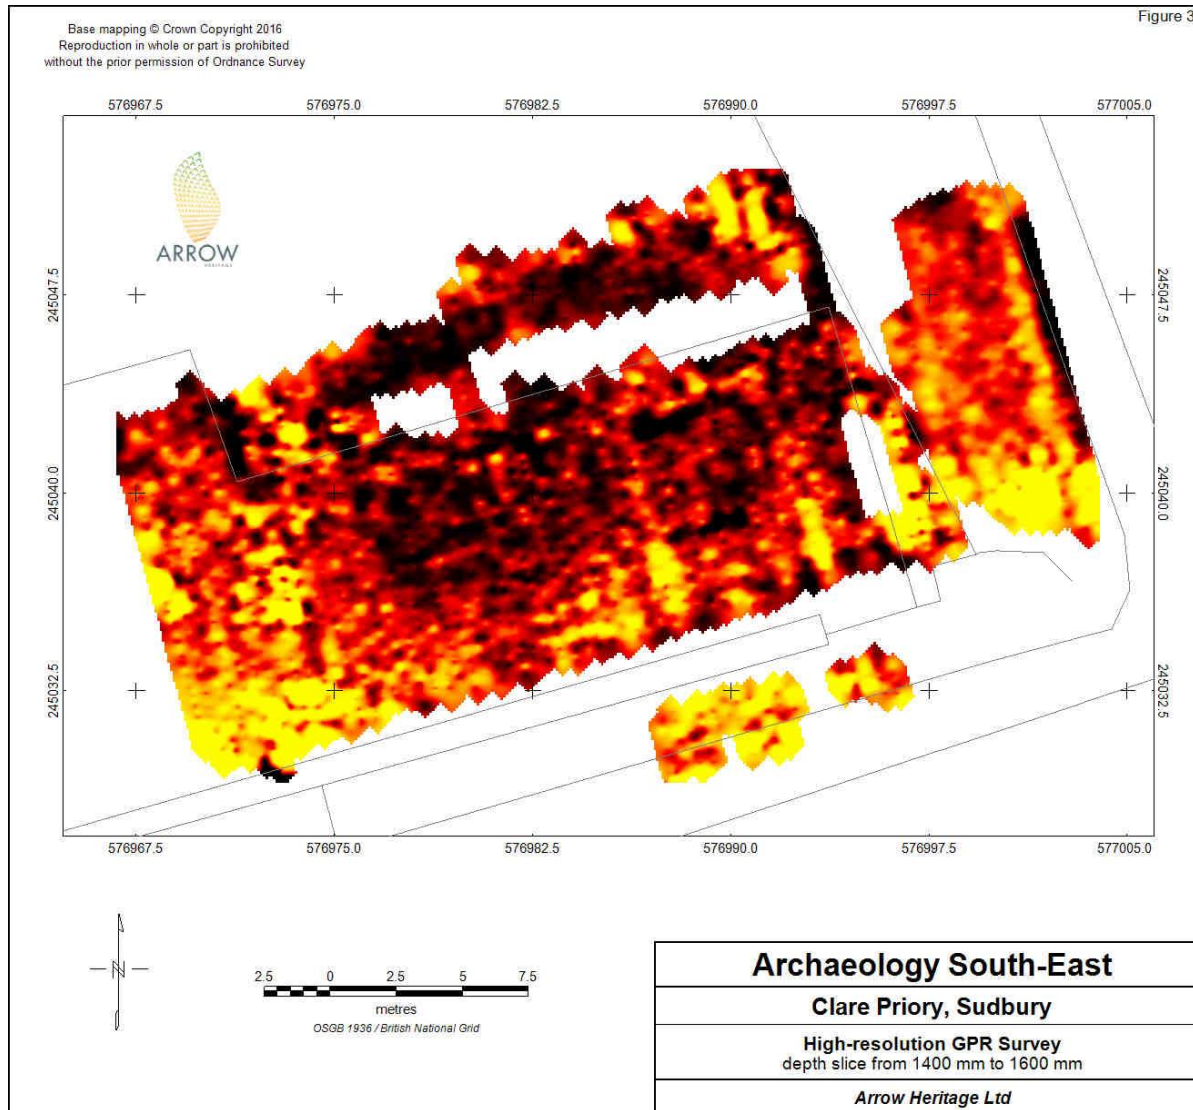 Figure 3
Base mapping © Crown Copyright 2016
Reproduction in whole or part is prohibited
without the prior permission of Ordnance Survey
576967.5 576975.0 576982.5 576990.0 576997.5 577005.0
ARROW
HERITAGE
245047.5 245047.5
245040.0 245040.0
245032.5 245032.5
576967.5 576975.0 576982.5 576990.0 576997.5 577005.0
N
2.5 0 2.5 5 7.5
metres
OSGB 1936 / British National Grid
Archaeology South-East
Clare Priory, Sudbury
High-resolution GPR Survey
depth slice from 1400 mm to 1600 mm
Arrow Heritage Ltd